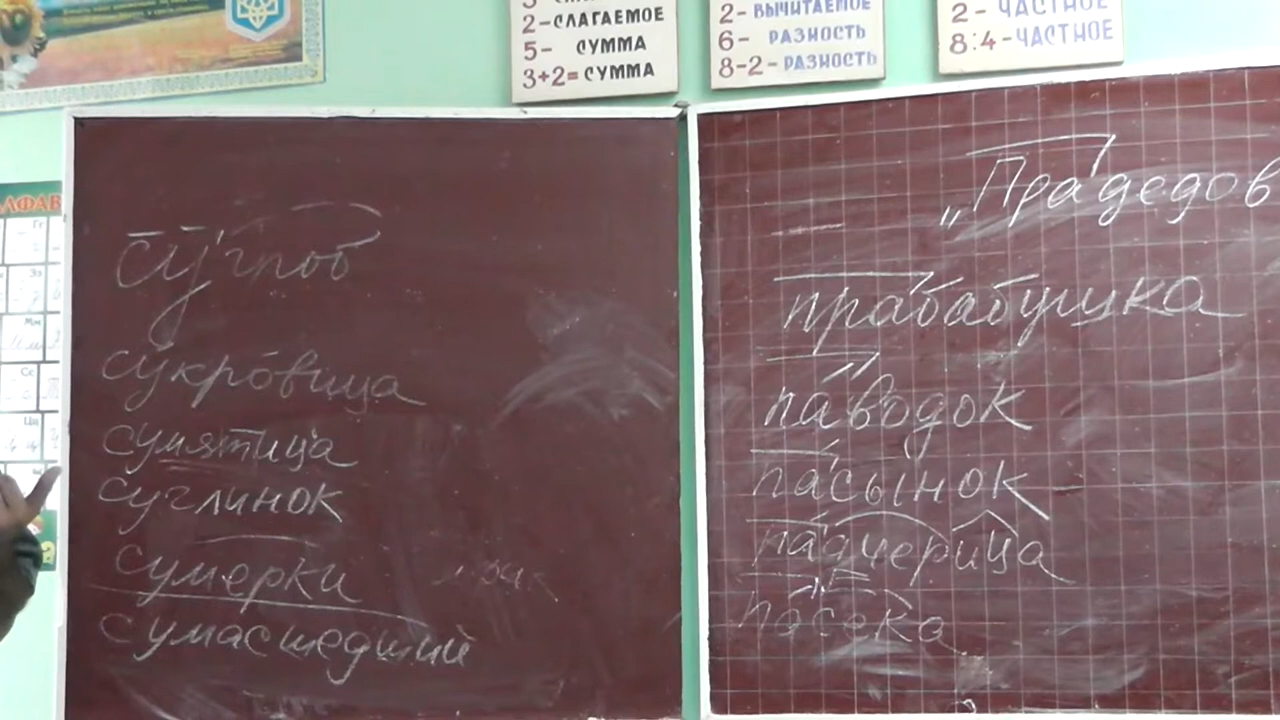 2-СЛАГАЕМОЕ
5- СУММА
3+2= СУММА
2- ВЫЧИТАЕМОЕ
6- РАЗНОСТЬ
8-2- РАЗНОСТЬ
2- ЧАСТНОЕ
8:4-ЧАСТНОЕ
сугроб
сукровица
сумятица
суглинок
сумерки мрак
сумасшедший
„Прадедов
прабабушка
паводок
пасынок
падчерица
пасека